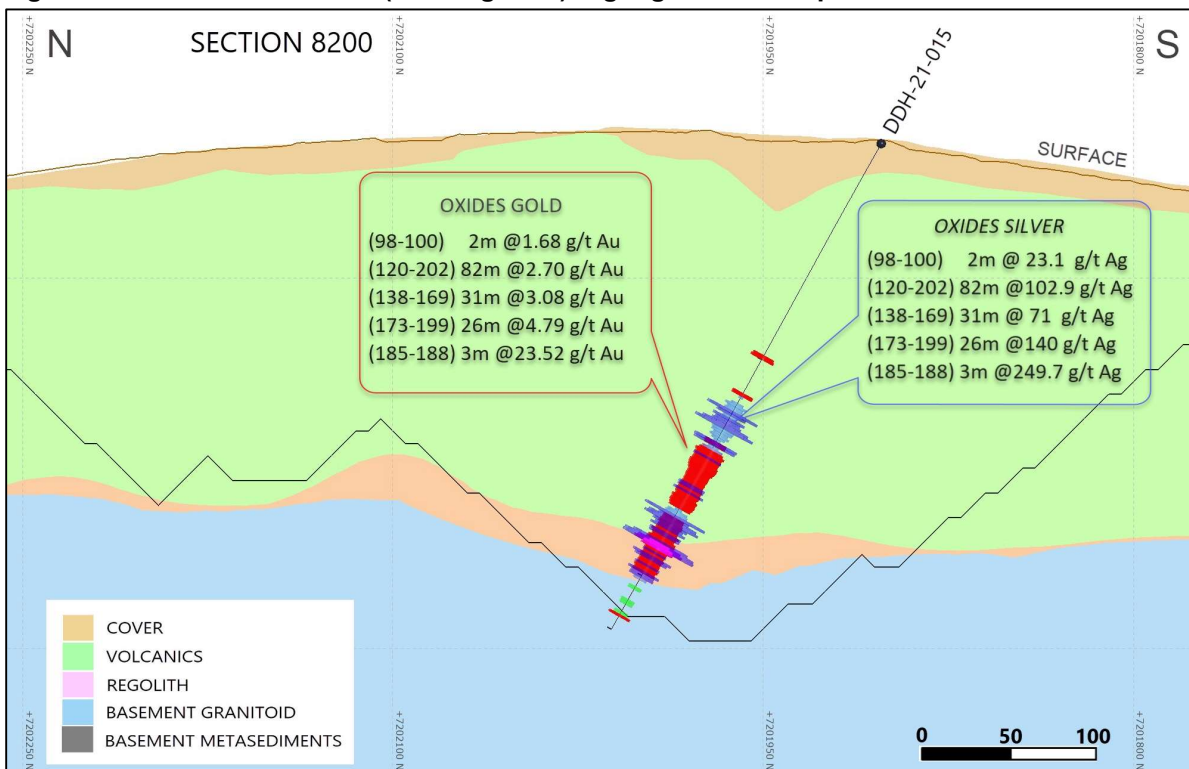 N
SECTION 8200
S
+7202250 N
+7202100 N
+7201950 N
+7201800 N
DDH-21-015
SURFACE
OXIDES GOLD
(98-100) 2m @1.68 g/t Au
(120-202) 82m @2.70 g/t Au
(138-169) 31m @3.08 g/t Au
(173-199) 26m @4.79 g/t Au
(185-188) 3m @23.52 g/t Au
OXIDES SILVER
(98-100) 2m @ 23.1 g/t Ag
(120-202) 82m @102.9 g/t Ag
(138-169) 31m @ 71 g/t Ag
(173-199) 26m @140 g/t Ag
(185-188) 3m @249.7 g/t Ag
COVER
VOLCANICS
REGOLITH
BASEMENT GRANITOID
BASEMENT METASEDIMENTS
+7202250 N
+7202100 N
+7201950 N
+7201800 N
0 50 100